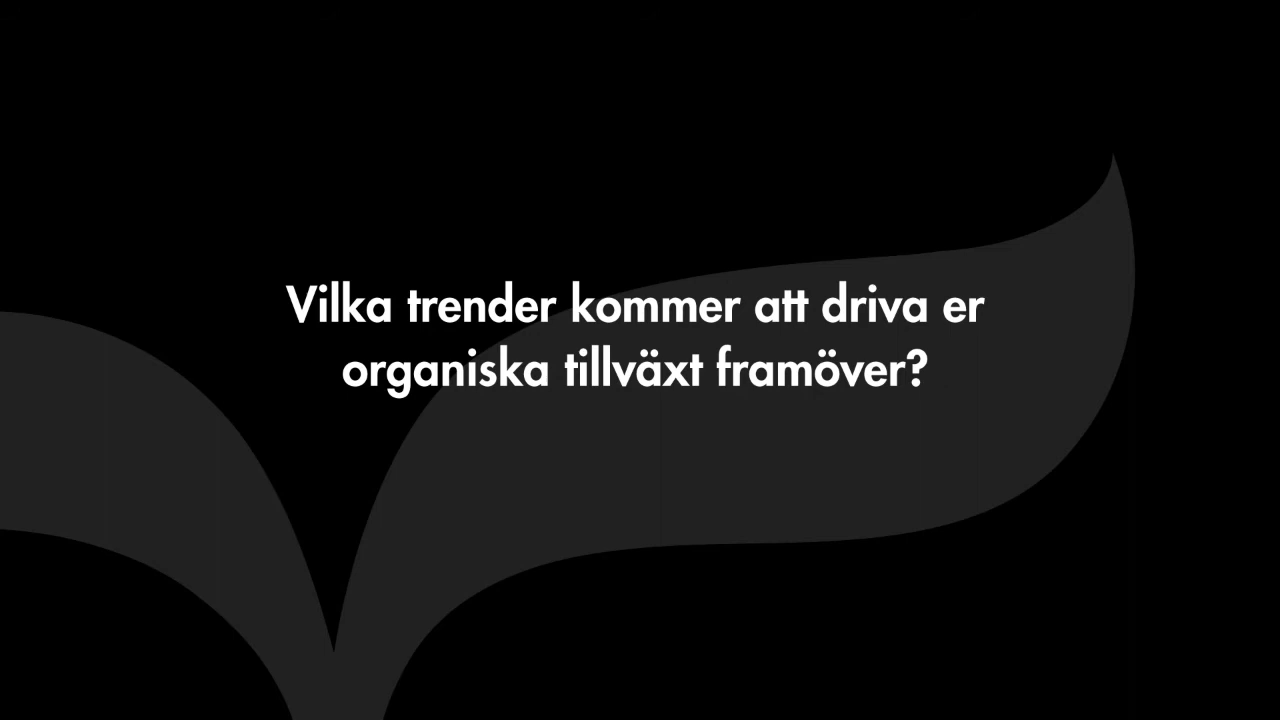 Vilka trender kommer att driva er
organiska tillväxt framöver?